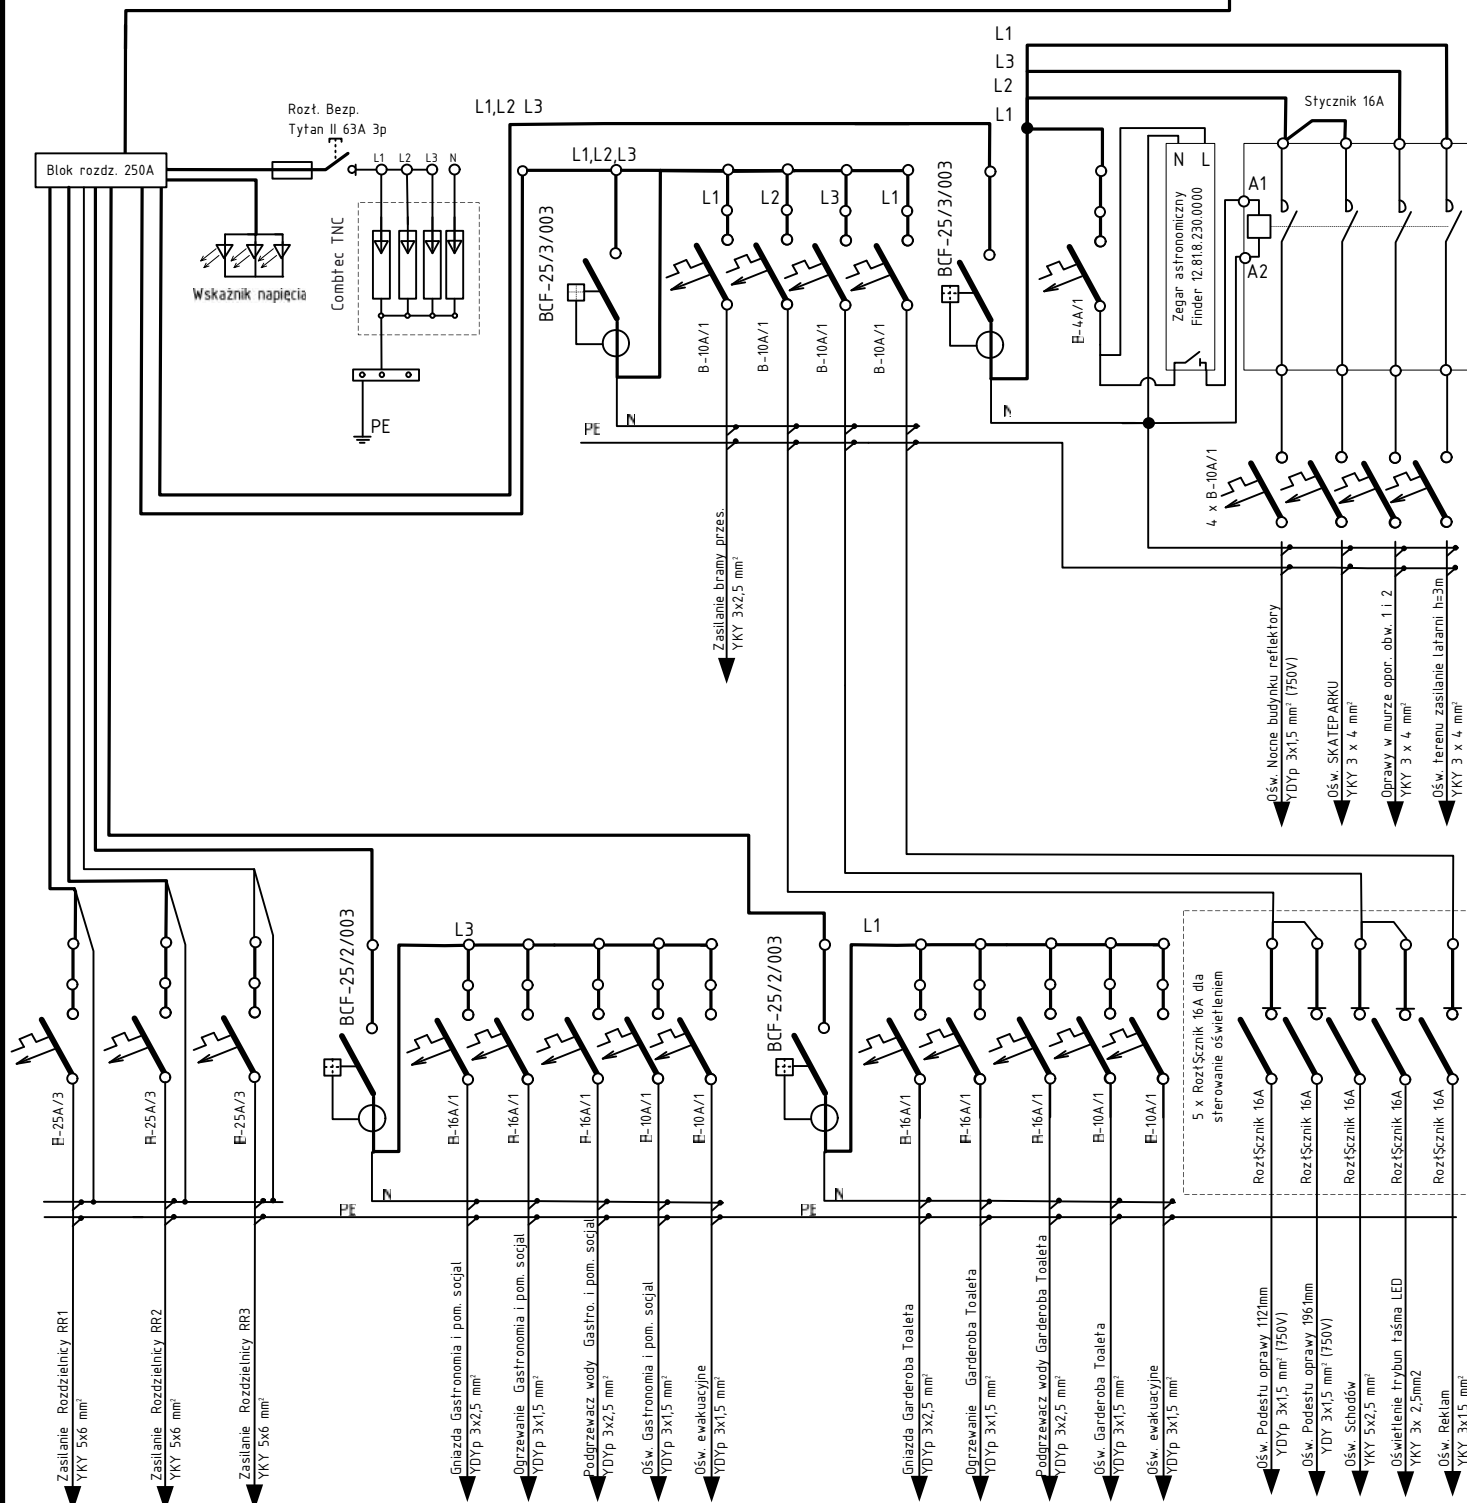 L1
L3
L2
L1
Stycznik 16A
Rozł. Bezp.
Tytan II 63A 3p
L1,L2 L3
Blok rozdz. 250A
L1
L2
L3
N
L1,L2,L3
L1
L2
L3
L1
N
L
A1
A2
Wskażnik napięcia
Combtec TNC
PE
BCF-25/3/003
B-10A/1
B-10A/1
B-10A/1
B-10A/1
BCF-25/3/003
-4A/1
Zegar astronomiczny
Finder 12.81.8.230.0000
N
PE
N
4 x B-10A/1
Zasilanie bramy przes.
YKY 3x2,5 mm²
Ośw. Nocne budynku reflektory
YDYp 3x1,5 mm² (750V)
Ośw. SKATEPARKU
YKY 3 x 4 mm²
Oprawy w murze opor. obw. 1 i 2
YKY 3 x 4 mm²
Ośw. terenu zasilanie latarni h=3m
YKY 3 x 4 mm²
-25A/3
-25A/3
-25A/3
BCF-25/2/003
L3
-16A/1
-16A/1
-16A/1
-10A/1
-10A/1
BCF-25/2/003
L1
-16A/1
-16A/1
-16A/1
-10A/1
-10A/1
5 x RozłŞcznik 16A dla
sterowanie oświetleniem
RozłŞcznik 16A
RozłŞcznik 16A
RozłŞcznik 16A
RozłŞcznik 16A
RozłŞcznik 16A
N
PE
N
PE
Zasilanie Rozdzielnicy RR1
YKY 5x6 mm²
Zasilanie Rozdzielnicy RR2
YKY 5x6 mm²
Zasilanie Rozdzielnicy RR3
YKY 5x6 mm²
Gniazda Gastronomia i pom. socjal
YDYp 3x2,5 mm²
Ogrzewanie Gastronomia i pom. socjal
YDYp 3x1,5 mm²
Podgrzewacz wody Gastro. i pom. socjal
YDYp 3x2,5 mm²
Ośw. Gastronomia i pom. socjal
YDYp 3x1,5 mm²
Ośw. ewakuacyjne
YDYp 3x1,5 mm²
Gniazda Garderoba Toaleta
YDYp 3x2,5 mm²
Ogrzewanie Garderoba Toaleta
YDYp 3x1,5 mm²
Podgrzewacz wody Garderoba Toaleta
YDYp 3x2,5 mm²
Ośw. Garderoba Toaleta
YDYp 3x1,5 mm²
Ośw. ewakuacyjne
YDYp 3x1,5 mm²
Ośw. Podestu oprawy 1121mm
YDYp 3x1,5 mm² (750V)
Ośw. Podestu oprawy 1961mm
YDY 3x1,5 mm² (750V)
Ośw. Schodów
YKY 5x2,5 mm²
Oświetlenie trybun taśma LED
YKY 3x 2,5mm2
Ośw. Reklam
YKY 3x1,5 mm²